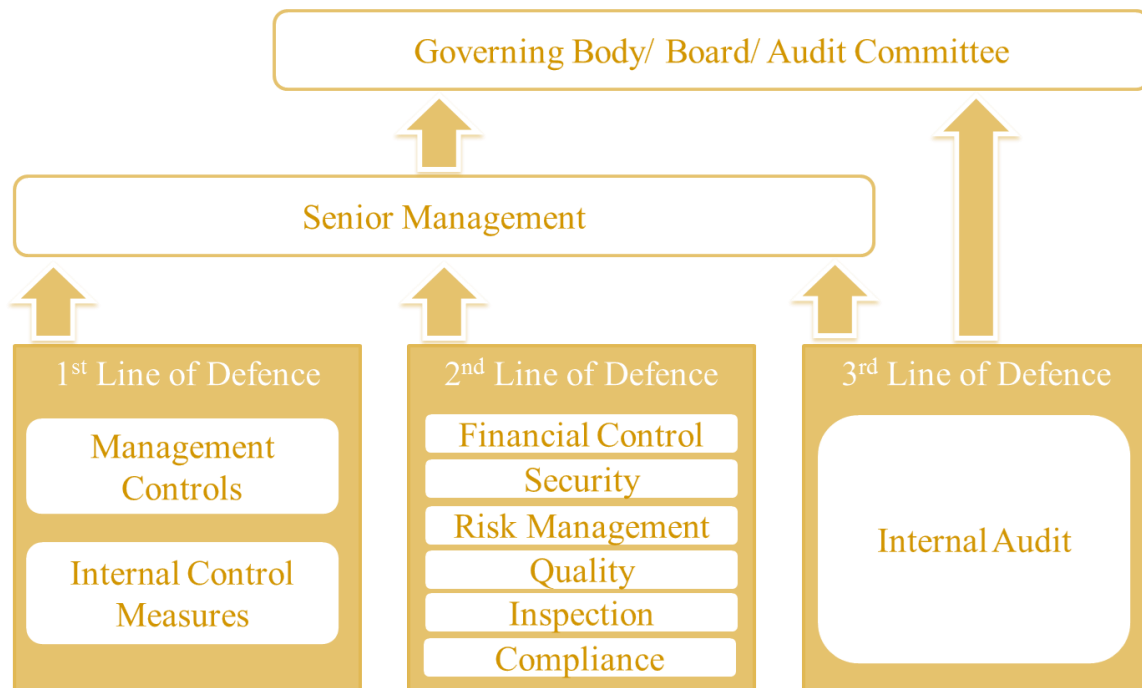 Governing Body/ Board/ Audit Committee
Senior Management
1st Line of Defence
Management
Controls
Internal Control
Measures
2nd Line of Defence
Financial Control
Security
Risk Management
Quality
Inspection
Compliance
3rd Line of Defence
Internal Audit